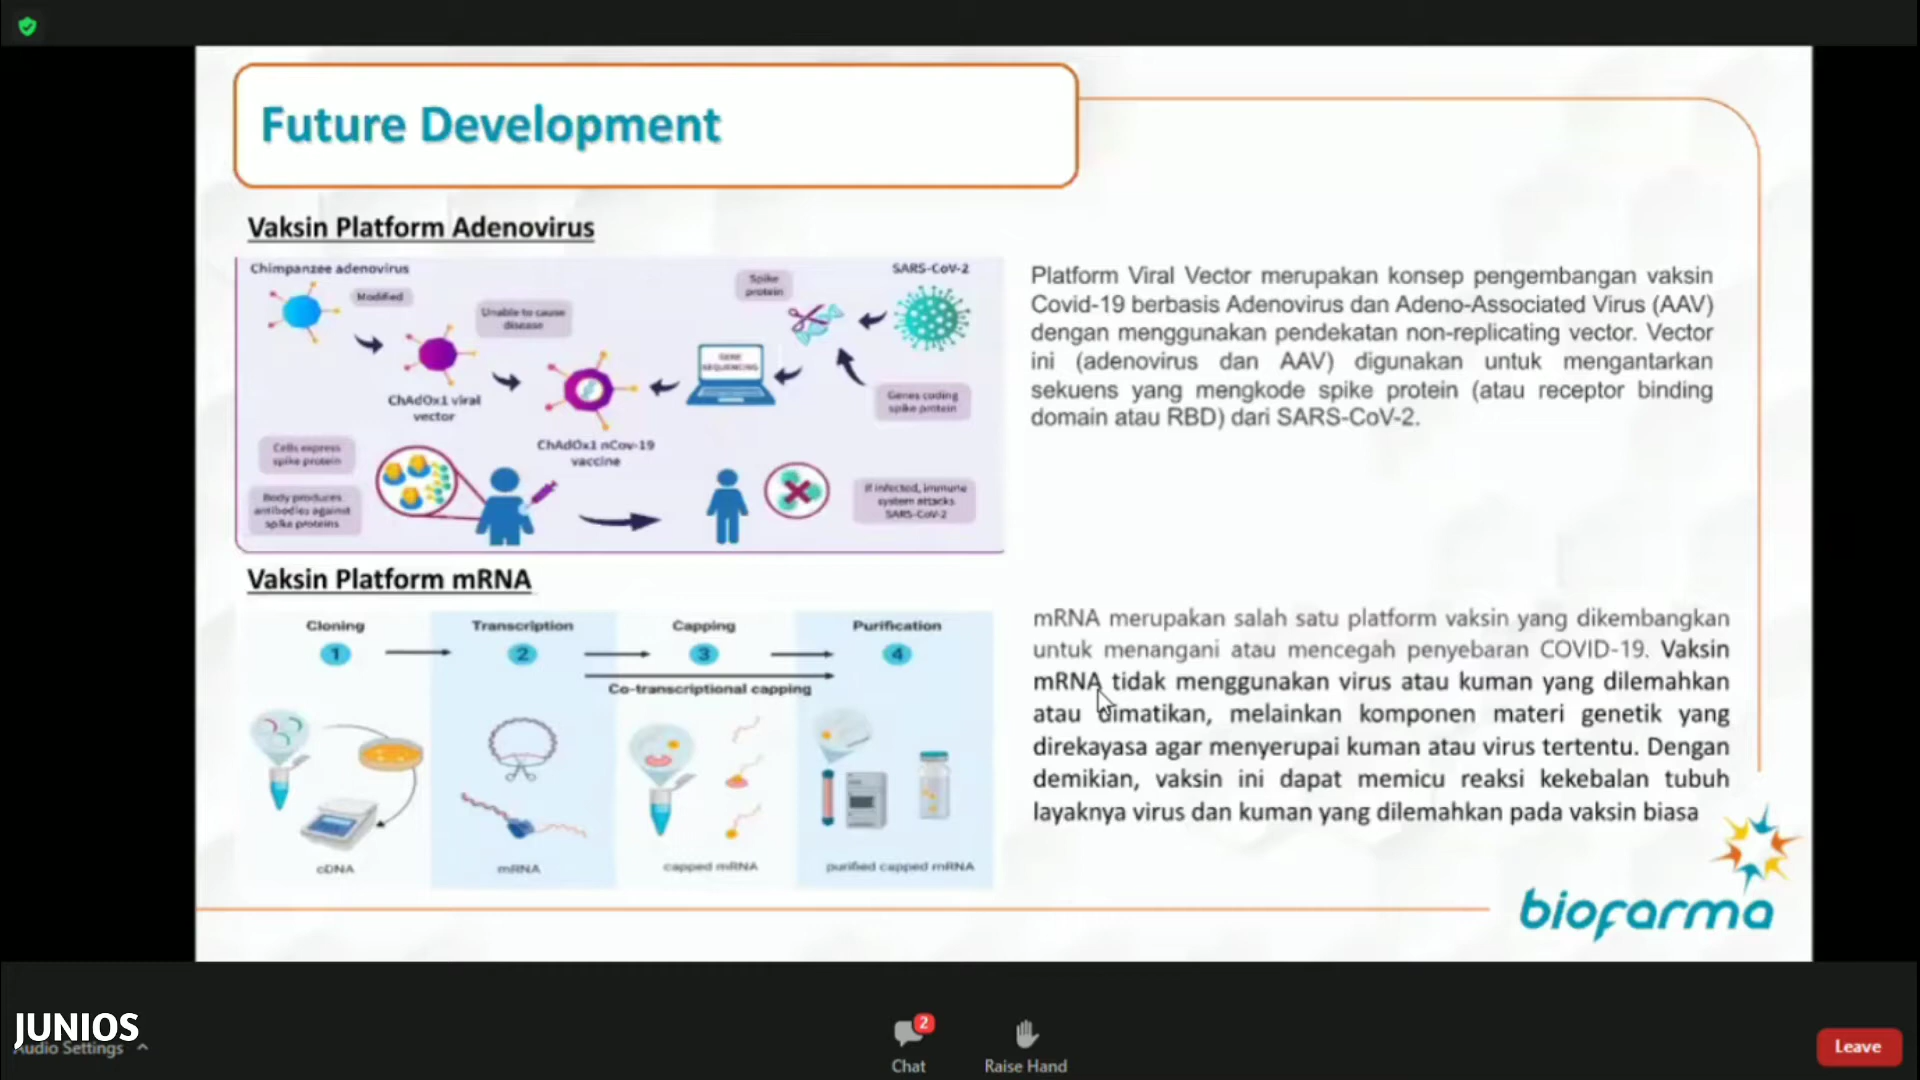 Future Development
Vaksin Platform Adenovirus
Chimpanzee adenovirus
Modified
Unable to cause
disease
Spike
protein
SARS-CoV-2
ChAdOx1 viral
vector
GENE
SEQUENCING
Genes coding
spike protein
ChAdOx1 nCov-19
vaccine
Cells express
spike protein
Body produces
antibodies against
spike proteins
If infected, immune
system attacks
SARS-CoV-2
Platform Viral Vector merupakan konsep pengembangan vaksin
Covid-19 berbasis Adenovirus dan Adeno-Associated Virus (AAV)
dengan menggunakan pendekatan non-replicating vector. Vector
ini (adenovirus dan AAV) digunakan untuk mengantarkan
sekuens yang mengkode spike protein (atau receptor binding
domain atau RBD) dari SARS-CoV-2.
Vaksin Platform mRNA
Cloning
Transcription
Capping
Purification
1
2
3
4
Co-transcriptional capping
cDNA
mRNA
capped mRNA
purified capped mRNA
mRNA merupakan salah satu platform vaksin yang dikembangkan
untuk menangani atau mencegah penyebaran COVID-19. Vaksin
mRNA tidak menggunakan virus atau kuman yang dilemahkan
atau dimatikan, melainkan komponen materi genetik yang
direkayasa agar menyerupai kuman atau virus tertentu. Dengan
demikian, vaksin ini dapat memicu reaksi kekebalan tubuh
layaknya virus dan kuman yang dilemahkan pada vaksin biasa
biofarma
JUNIOS
Audio Settings
2
Chat
Raise Hand
Leave